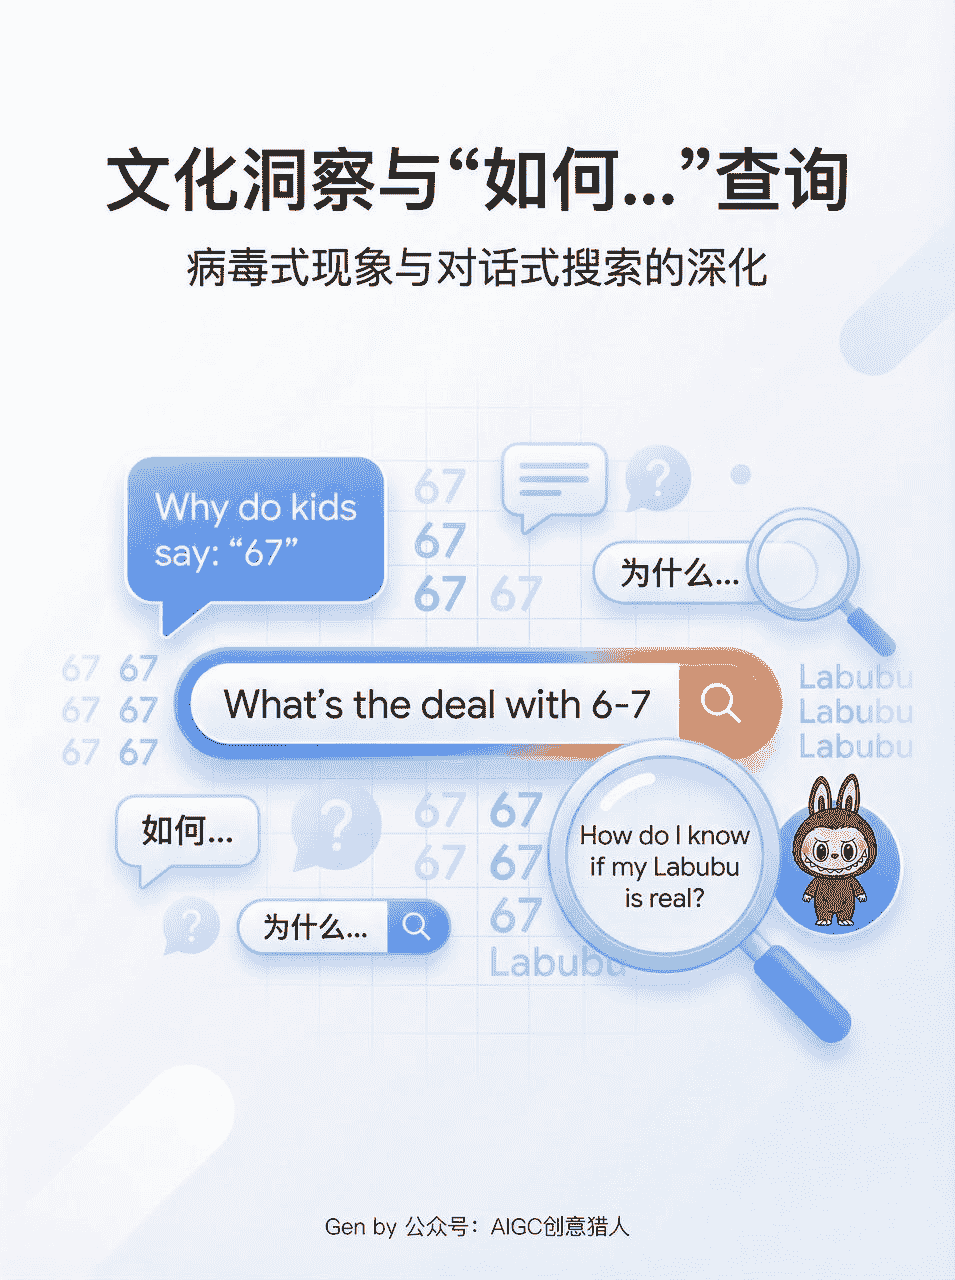 文化洞察与“如何...”查询
病毒式现象与对话式搜索的深化
Why do kids
say: “67”
67
67
67 67
为什么...
67 67
67 67
67 67
What's the deal with 6-7
Labubu
Labubu
Labubu
如何...
67 67
67 67
67
Labubu
How do I know
if my Labubu
is real?
为什么...
Gen by 公众号：AIGC创意猎人